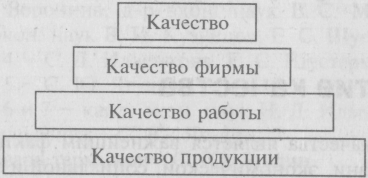 Качество
Качество фирмы
Качество работы
Качество продукции